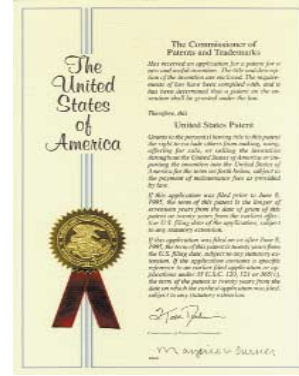 The
United
States
of
America
The Commissioner of
Patents and Trademarks
Has received an application for a patent for a
new and useful invention. The title and descrip-
tion of the invention are enclosed. The require-
ments of law have been complied with, and it
has been determined that a patent on the in-
vention shall be granted under the law.
Therefore, this
United States Patent
Grants to the person(s) having title to this patent
the right to exclude others from making, using,
offering for sale, or selling the invention
throughout the United States of America or im-
porting the invention into the United States of
America for the term set forth below, subject to
the payment of maintenance fees as provided
by law.
If this application was filed prior to June 8,
1995, the term of this patent is the longer of
seventeen years from the date of grant of this
patent or twenty years from the earliest effec-
tive U.S. filing date of the application, subject
to any statutory extension.
If this application was filed on or after June 8,
1995, the term of this patent is twenty years from
the U.S. filing date, subject to any statutory ex-
tension. If the application contains a specific
reference to an earlier filed application or ap-
plications under 35 U.S.C. 120, 121 or 365(c),
the term of the patent is twenty years from the
date on which the earliest application was filed,
subject to any statutory extension.